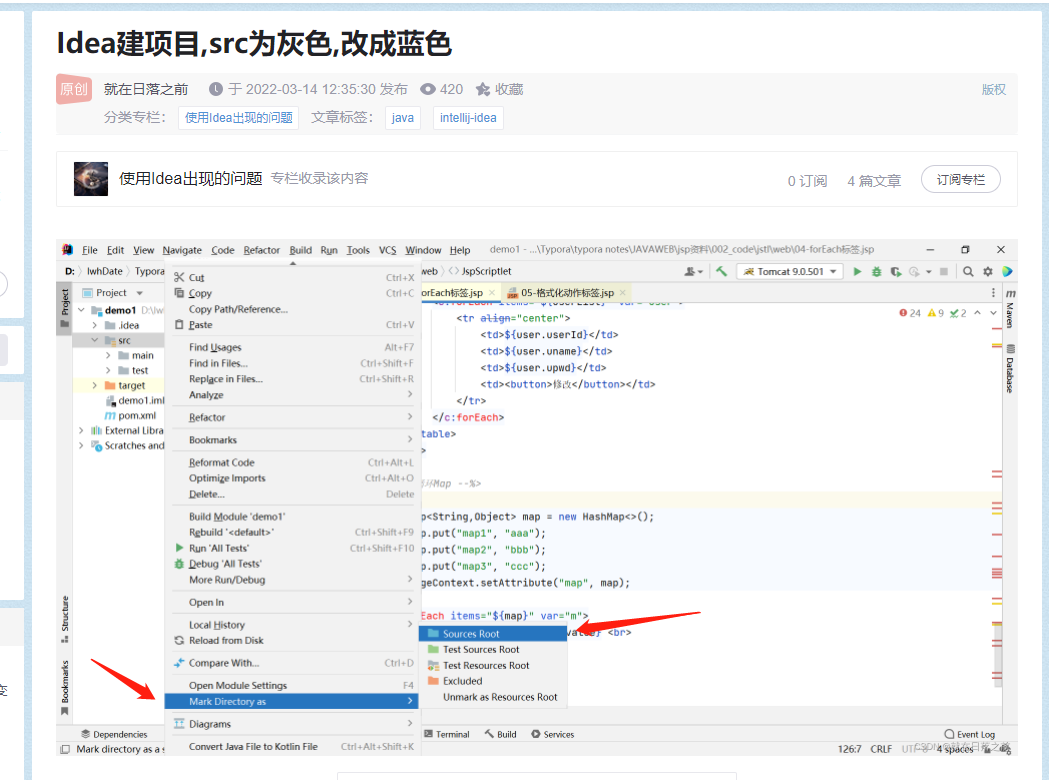 Idea建项目,src为灰色,改成蓝色
原创 就在日落之前 于 2022-03-14 12:35:30 发布 420 收藏 版权
分类专栏： 使用Idea出现的问题 文章标签： java intellij-idea
使用Idea出现的问题 专栏收录该内容 0 订阅 4 篇文章 订阅专栏
File Edit View Navigate Code Refactor Build Run Tools VCS Window Help demo1 - ...\Typora\typora notes\JAVAWEB\jsp资料\002_code\jstl\web\04-forEach标签.jsp
D: lwhDate Typora web JspScriptlet Tomcat 9.0.501
Project
Project
demo1
.idea
src
main
test
target
demo1.iml
pom.xml
External Libra
Scratches and
Structure
Bookmarks
Cut Ctrl+X
Copy Ctrl+C
Copy Path/Reference...
Paste Ctrl+V
Find Usages Alt+F7
Find in Files... Ctrl+Shift+F
Replace in Files... Ctrl+Shift+R
Analyze
Refactor
Bookmarks
Reformat Code Ctrl+Alt+L
Optimize Imports Ctrl+Alt+O
Delete... Delete
Build Module 'demo1'
Rebuild '<default>' Ctrl+Shift+F9
Run 'All Tests' Ctrl+Shift+F10
Debug 'All Tests'
More Run/Debug
Open In
Local History
Reload from Disk
Compare With... Ctrl+D
Open Module Settings F4
Mark Directory as
Diagrams
Convert Java File to Kotlin File Ctrl+Alt+Shift+K
Sources Root
Test Sources Root
Test Resources Root
Excluded
Unmark as Resources Root
orEach标签.jsp 05-格式化动作标签.jsp
24 9 2
<tr align="center">
<td>${user.userId}</td>
<td>${user.uname}</td>
<td>${user.upwd}</td>
<td><button>修改</button></td>
</tr>
</c:forEach>
table>
>
Map --%>
p<String,Object> map = new HashMap<>();
p.put("map1", "aaa");
p.put("map2", "bbb");
p.put("map3", "ccc");
geContext.setAttribute("map", map);
Each items="${map}" var="m">
<br>
Maven
Database
Dependencies Terminal Build Services Event Log
Mark directory as a s 126:7 CRLF UTF-8 4 spaces
CSDN @就在日落之前
变